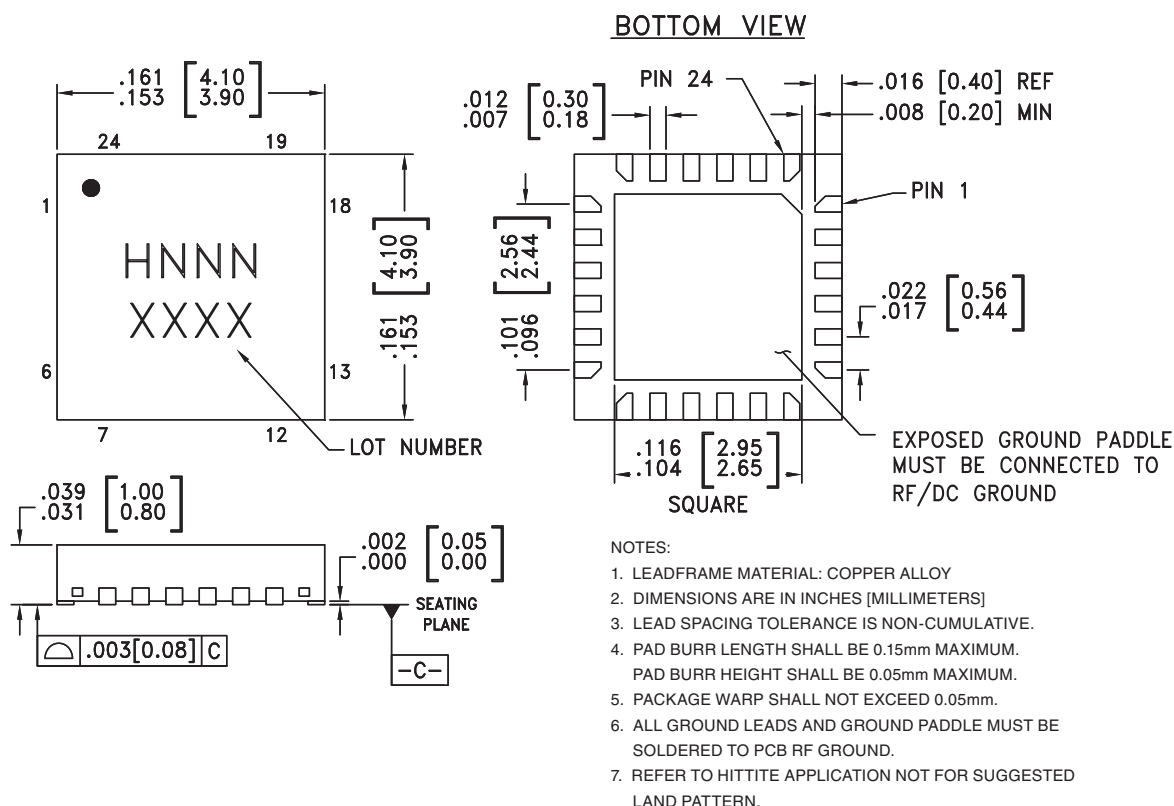 BOTTOM VIEW
.161 [4.10]
.153 [3.90]
24 19
1 18
HNNN
XXXX
6 13
7 12
LOT NUMBER
.161 [4.10]
.153 [3.90]
PIN 24
.012 [0.30]
.007 [0.18]
.016 [0.40] REF
.008 [0.20] MIN
PIN 1
.101 [2.56]
.096 [2.44]
.022 [0.56]
.017 [0.44]
.116 [2.95]
.104 [2.65]
SQUARE
EXPOSED GROUND PADDLE
MUST BE CONNECTED TO
RF/DC GROUND
.039 [1.00]
.031 [0.80]
.002 [0.05]
.000 [0.00]
SEATING
PLANE
.003[0.08] C
-C-
NOTES:
1. LEADFRAME MATERIAL: COPPER ALLOY
2. DIMENSIONS ARE IN INCHES [MILLIMETERS]
3. LEAD SPACING TOLERANCE IS NON-CUMULATIVE.
4. PAD BURR LENGTH SHALL BE 0.15mm MAXIMUM.
PAD BURR HEIGHT SHALL BE 0.05mm MAXIMUM.
5. PACKAGE WARP SHALL NOT EXCEED 0.05mm.
6. ALL GROUND LEADS AND GROUND PADDLE MUST BE
SOLDERED TO PCB RF GROUND.
7. REFER TO HITTITE APPLICATION NOT FOR SUGGESTED
LAND PATTERN.